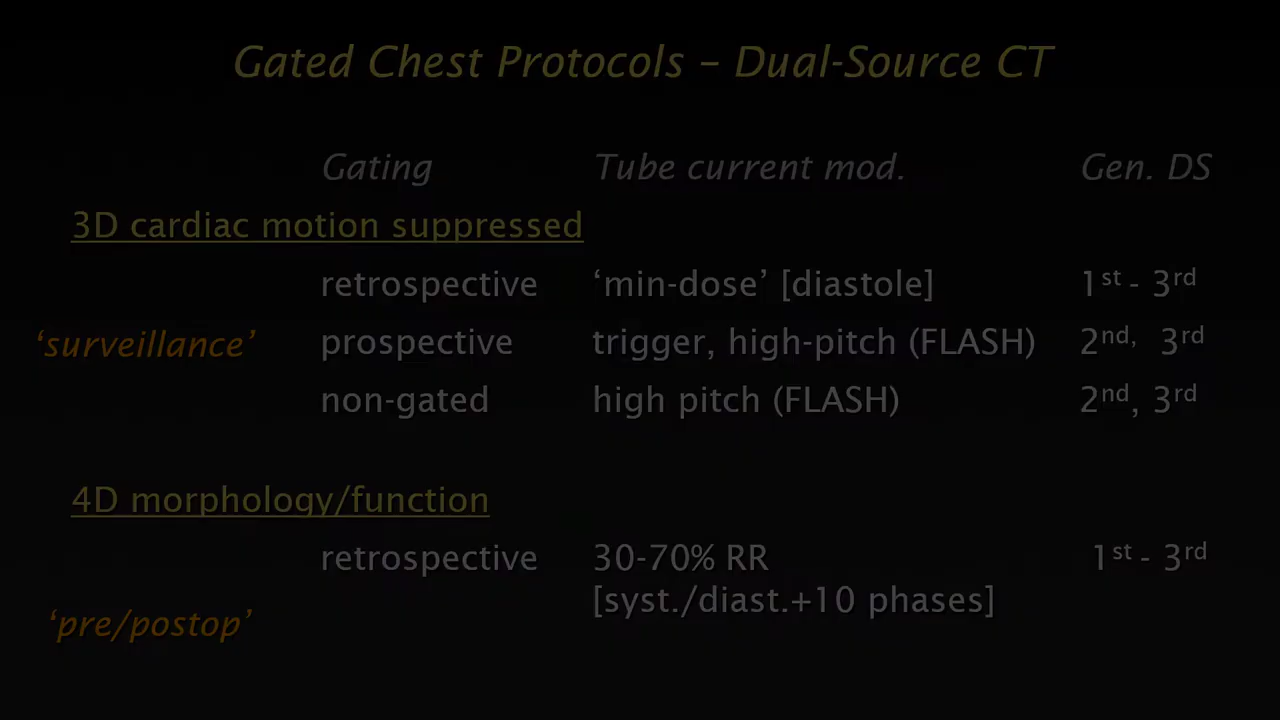 Gated Chest Protocols – Dual-Source CT
Gating Tube current mod. Gen. DS
3D cardiac motion suppressed
retrospective ‘min-dose’ [diastole] 1st - 3rd
‘surveillance’ prospective trigger, high-pitch (FLASH) 2nd, 3rd
non-gated high pitch (FLASH) 2nd, 3rd
4D morphology/function
retrospective 30-70% RR 1st - 3rd
[syst./diast.+10 phases]
‘pre/postop’